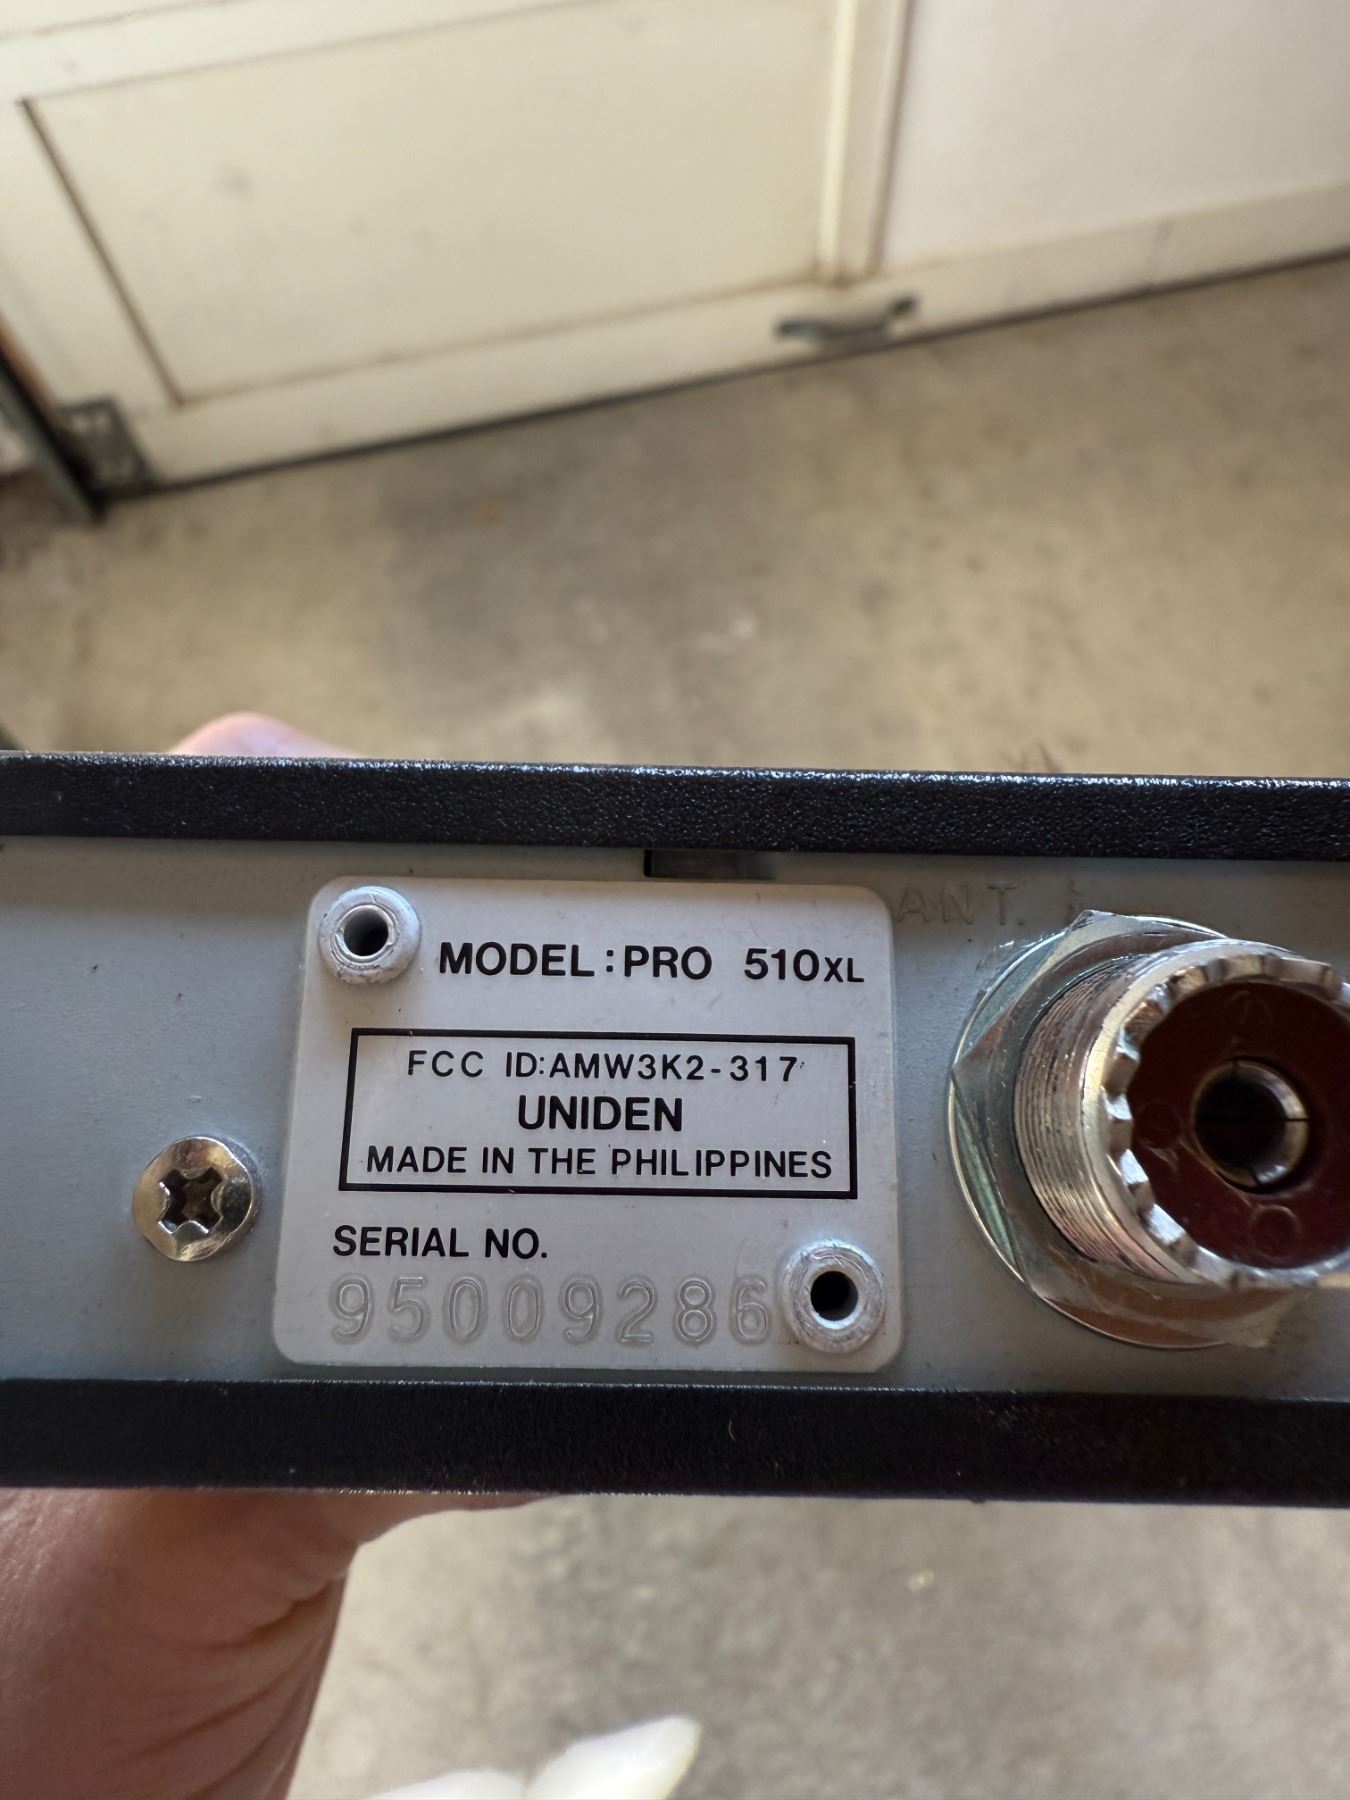 ANT.
MODEL:PRO 510XL
FCC ID:AMW3K2-317
UNIDEN
MADE IN THE PHILIPPINES
SERIAL NO.
95009286